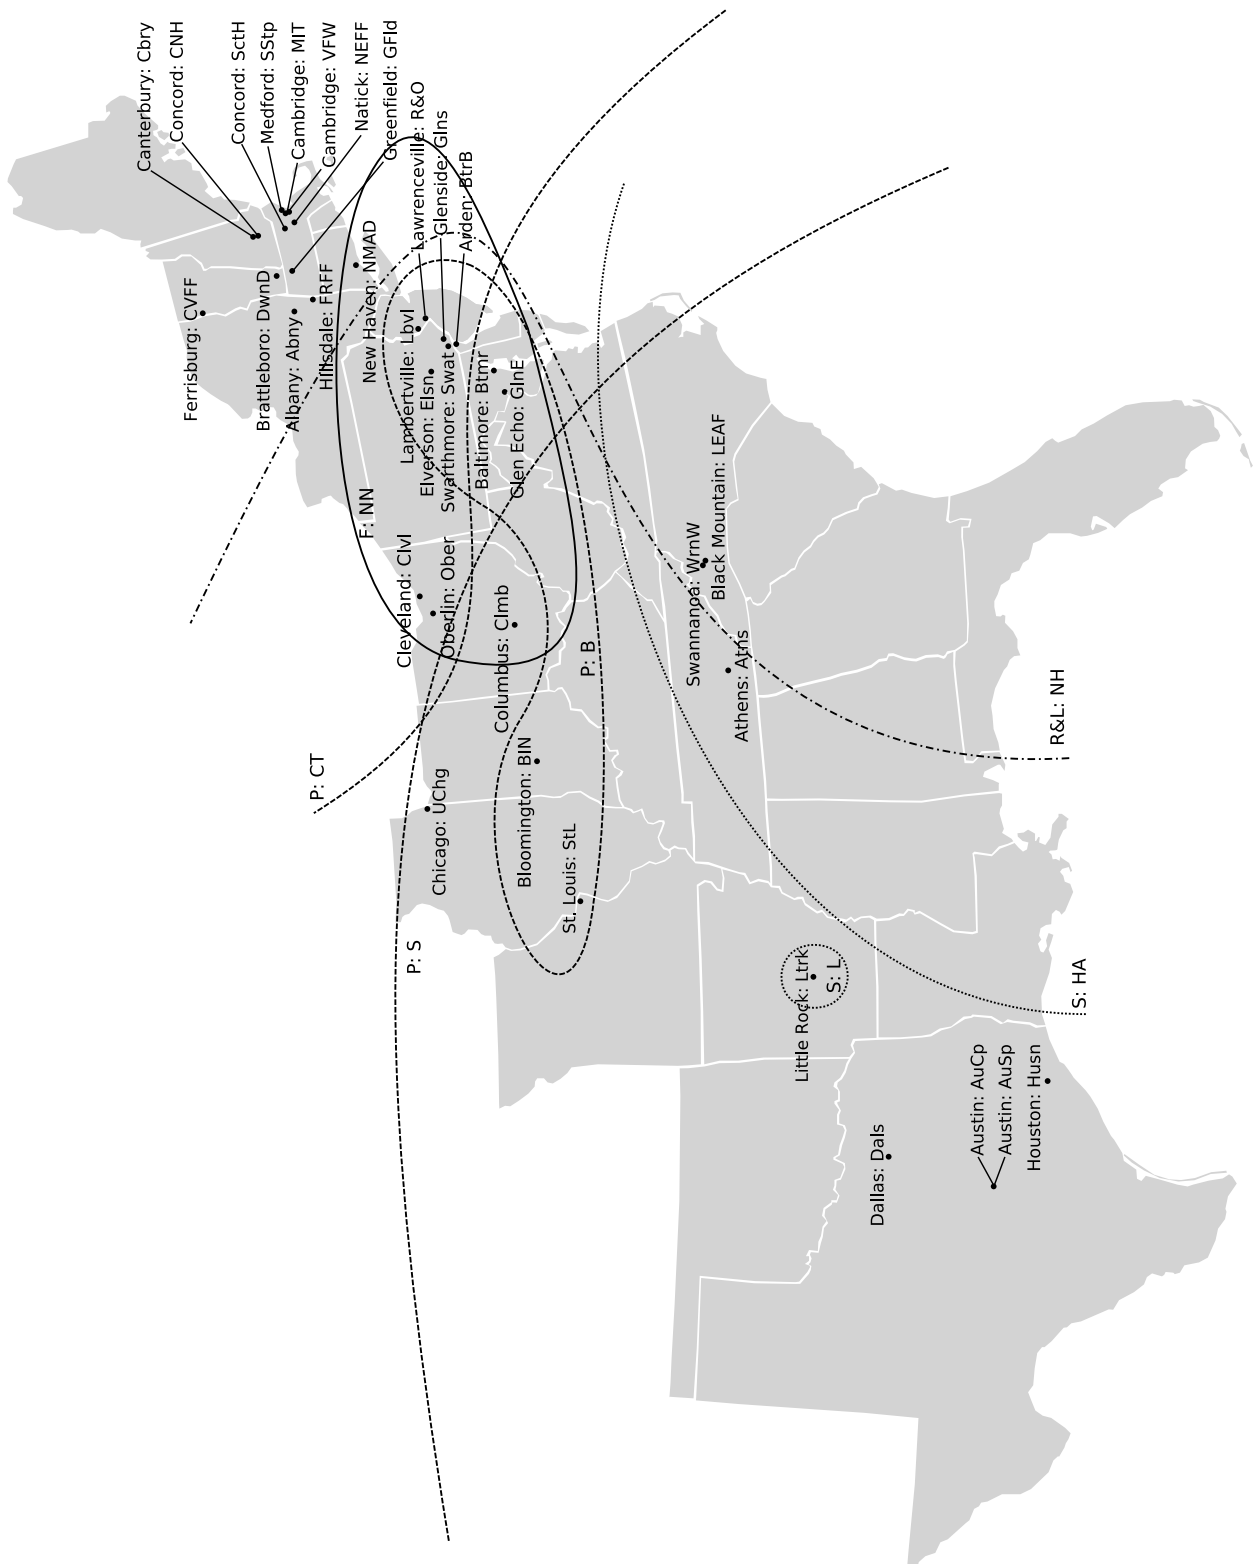 Canterbury: Cbry
Concord: CNH
Concord: SctH
Medford: SStp
Cambridge: MIT
Cambridge: VFW
Natick: NEFF
Greenfield: GFld
Lawrenceville: R&O
Glenside: Glns
Arden: BtrB
Ferrisburg: CVFF
Brattleboro: DwnD
Albany: Abny
Hillsdale: FRFF
New Haven: NMAD
Lambertville: Lbvl
Elverson: Elsn
Swarthmore: Swat
Baltimore: Btmr
Glen Echo: GlnE
F: NN
Cleveland: Clvl
Oberlin: Ober
Columbus: Clmb
P: B
Swannanoa: WrnW
Black Mountain: LEAF
Athens: Atns
R&L: NH
P: CT
Chicago: UChg
Bloomington: BIN
St. Louis: StL
P: S
Little Rock: Ltrk
S: L
S: HA
Dallas: Dals
Austin: AuCp
Austin: AuSp
Houston: Husn